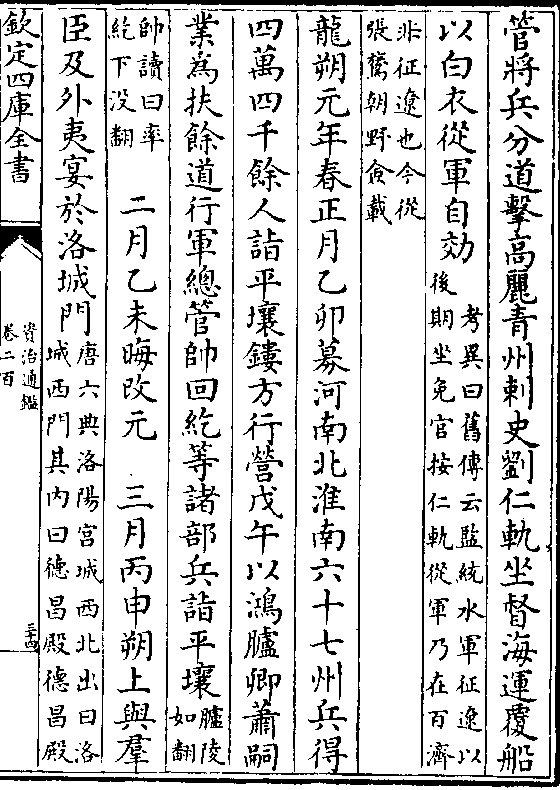 管將兵分道擊高麗青州刺史劉仁軌坐督海運覆船
以白衣從軍自効
考異曰舊傳云監統水軍征遼以
後期坐免官按仁軌從軍乃在百濟
非征遼也今從
張鷟朝野僉載
龍朔元年春正月乙卯募河南北淮南六十七州兵得
四萬四千餘人詣平壤鏤方行營戊午以鴻臚卿蕭嗣
業為扶餘道行軍總管帥回紇等諸部兵詣平壤
臚陵
如翻
帥讀曰率
紇下没翻
二月乙未晦改元 三月丙申朔上與羣
臣及外夷宴於洛城門
唐六典洛陽宮城西北出曰洛
城西門其内曰德昌殿德昌殿
欽定四庫全書
資治通鑑
卷二百
三十四